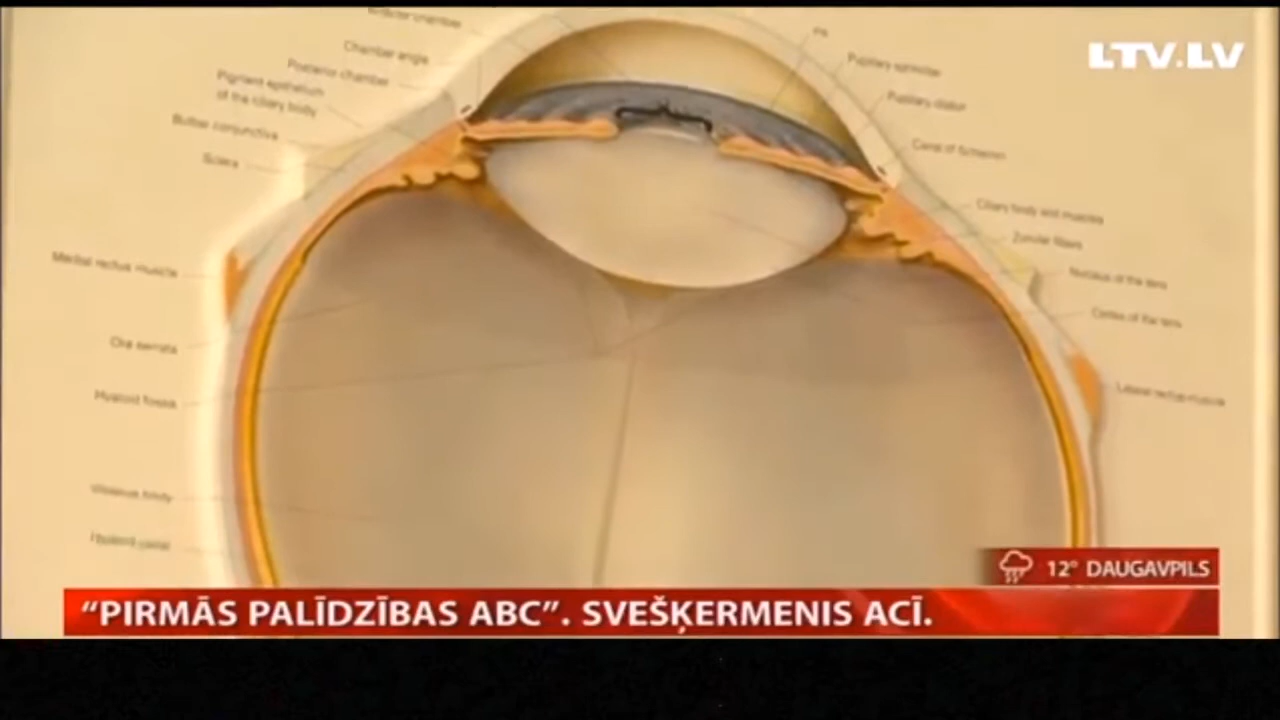 LTV.LV
Chamber angle
Posterior chamber
Pigment epithelium
of the ciliary body
Bulbar conjunctiva
Sclera
Medial rectus muscle
Ora serrata
Hyaloid fossa
Vitreous body
Hyaloid canal
Pupillary sphincter
Pupillary dilator
Canal of Schlemm
Ciliary body and muscles
Zonular fibers
Nucleus of the lens
Cortex of the lens
Lateral rectus muscle
12° DAUGAVPILS
“PIRMĀS PALĪDZĪBAS ABC”. SVEŠĶERMENIS ACĪ.